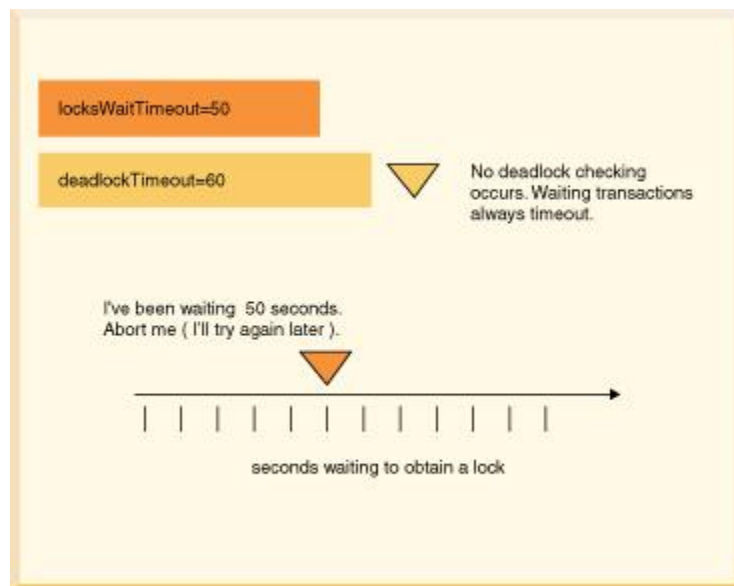 locksWaitTimeout=50
deadlockTimeout=60
No deadlock checking
occurs. Waiting transactions
always timeout.
I've been waiting 50 seconds.
Abort me ( I'll try again later ).
seconds waiting to obtain a lock